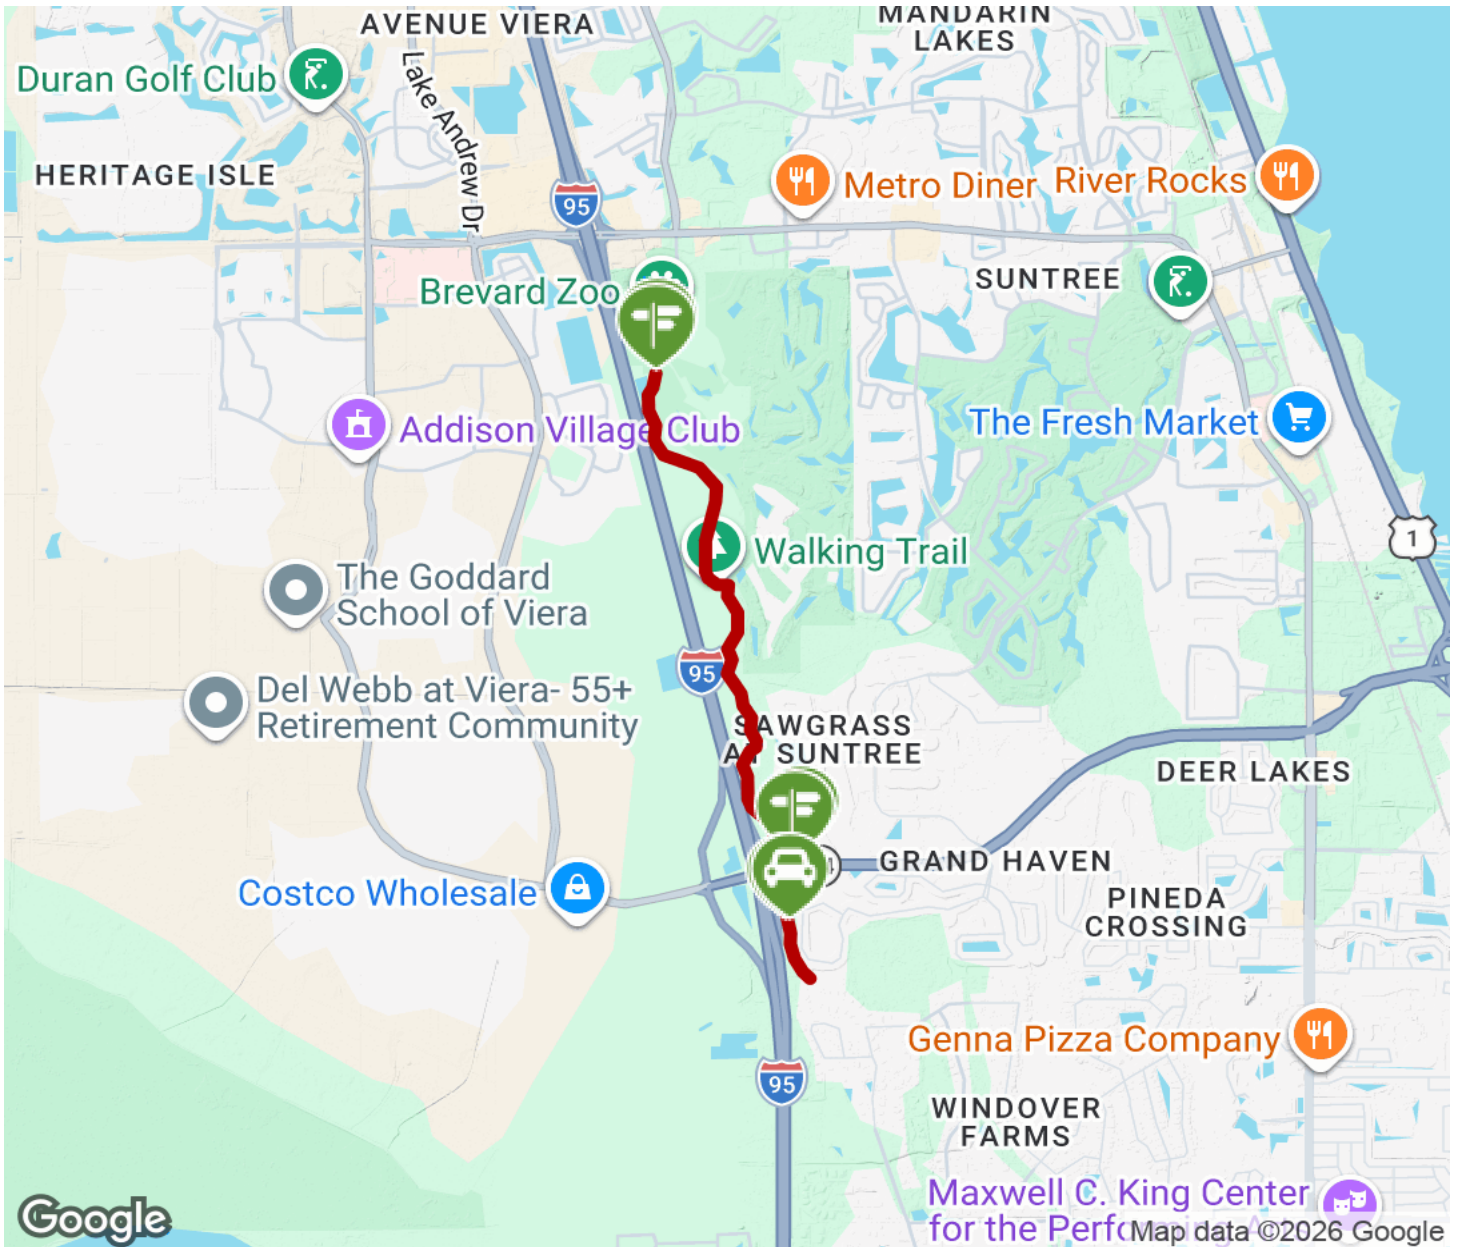 AVENUE VIERA
MANDARIN
LAKES
Duran Golf Club
Lake Andrew Dr
HERITAGE ISLE
95
Metro Diner
River Rocks
Brevard Zoo
SUNTREE
Addison Village Club
The Fresh Market
1
Walking Trail
The Goddard
School of Viera
95
Del Webb at Viera- 55+
Retirement Community
SAWGRASS
AT SUNTREE
DEER LAKES
GRAND HAVEN
Costco Wholesale
PINEDA
CROSSING
Genna Pizza Company
95
WINDOVER
FARMS
Maxwell C. King Center
for the Perfor
Google
Map data ©2026 Google